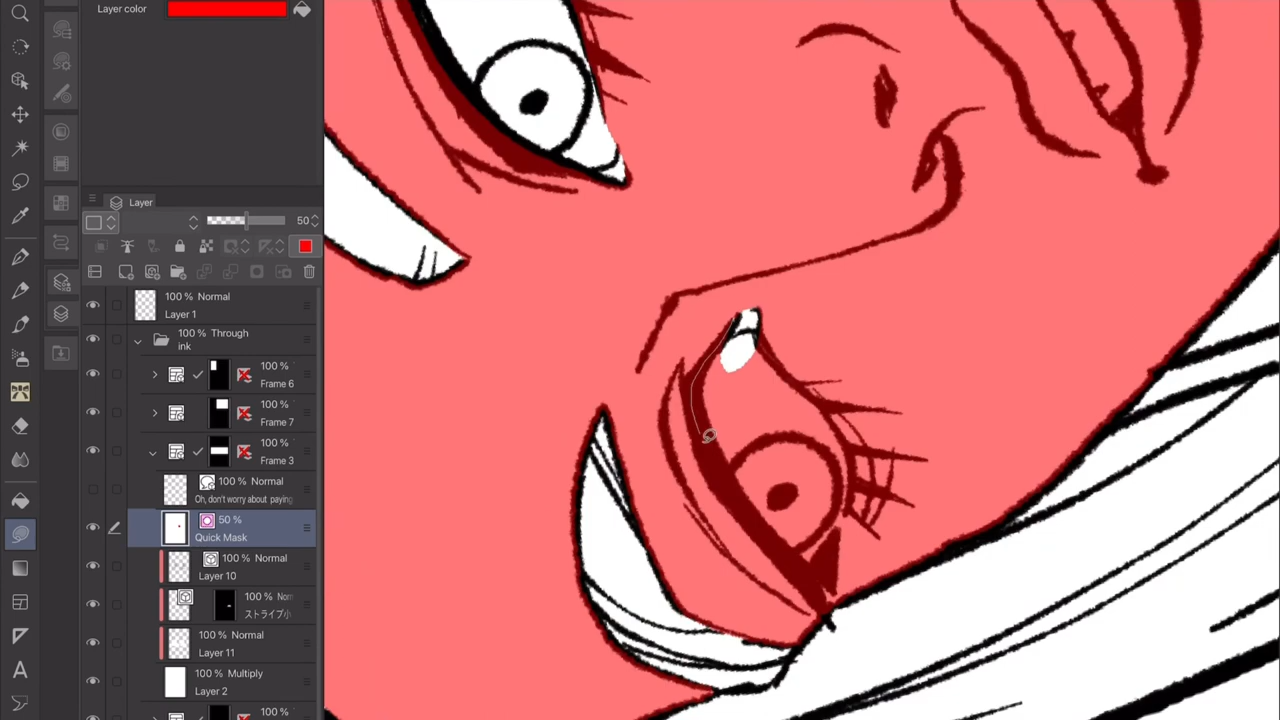 Layer color
Layer
50
100 % Normal
Layer 1
100 % Through
ink
100 %
Frame 6
100 %
Frame 7
100 %
Frame 3
100 % Normal
Oh, don't worry about paying
50 %
Quick Mask
100 % Normal
Layer 10
100 % Norm
ストライプ小
100 % Normal
Layer 11
100 % Multiply
Layer 2
100 %